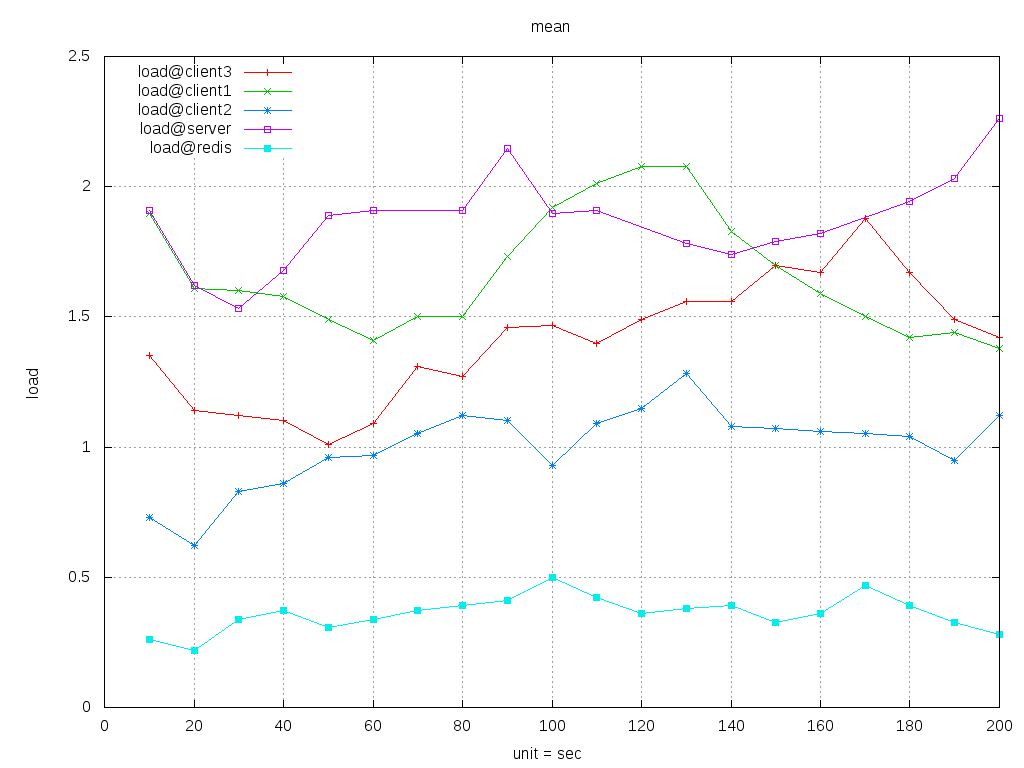 mean
load@client3
load@client1
load@client2
load@server
load@redis
2.5
2
1.5
1
0.5
0
load
0 20 40 60 80 100 120 140 160 180 200
unit = sec